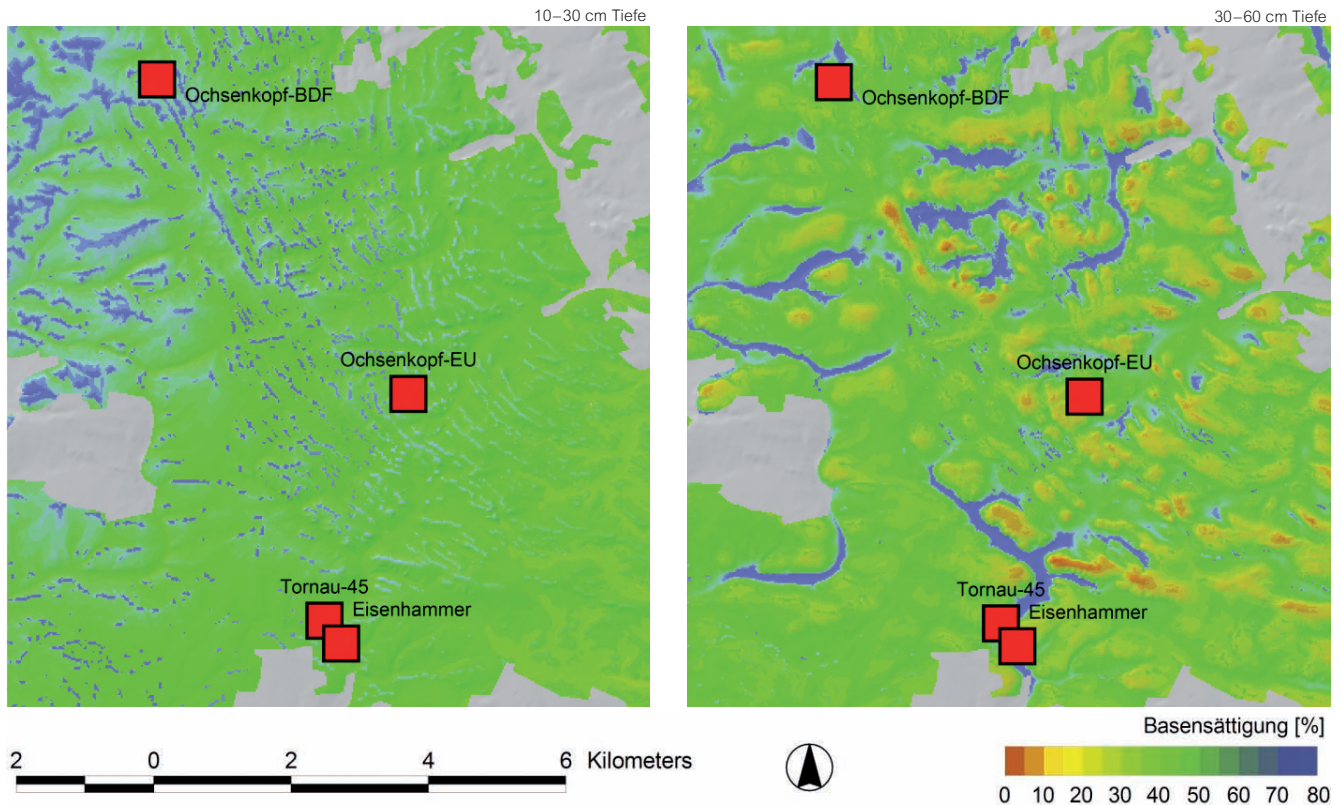 10–30 cm Tiefe
30–60 cm Tiefe
Ochsenkopf-BDF
Ochsenkopf-EU
Tornau-45
Eisenhammer
Ochsenkopf-BDF
Ochsenkopf-EU
Tornau-45
Eisenhammer
2 0 2 4 6 Kilometers
Basensättigung [%]
0 10 20 30 40 50 60 70 80